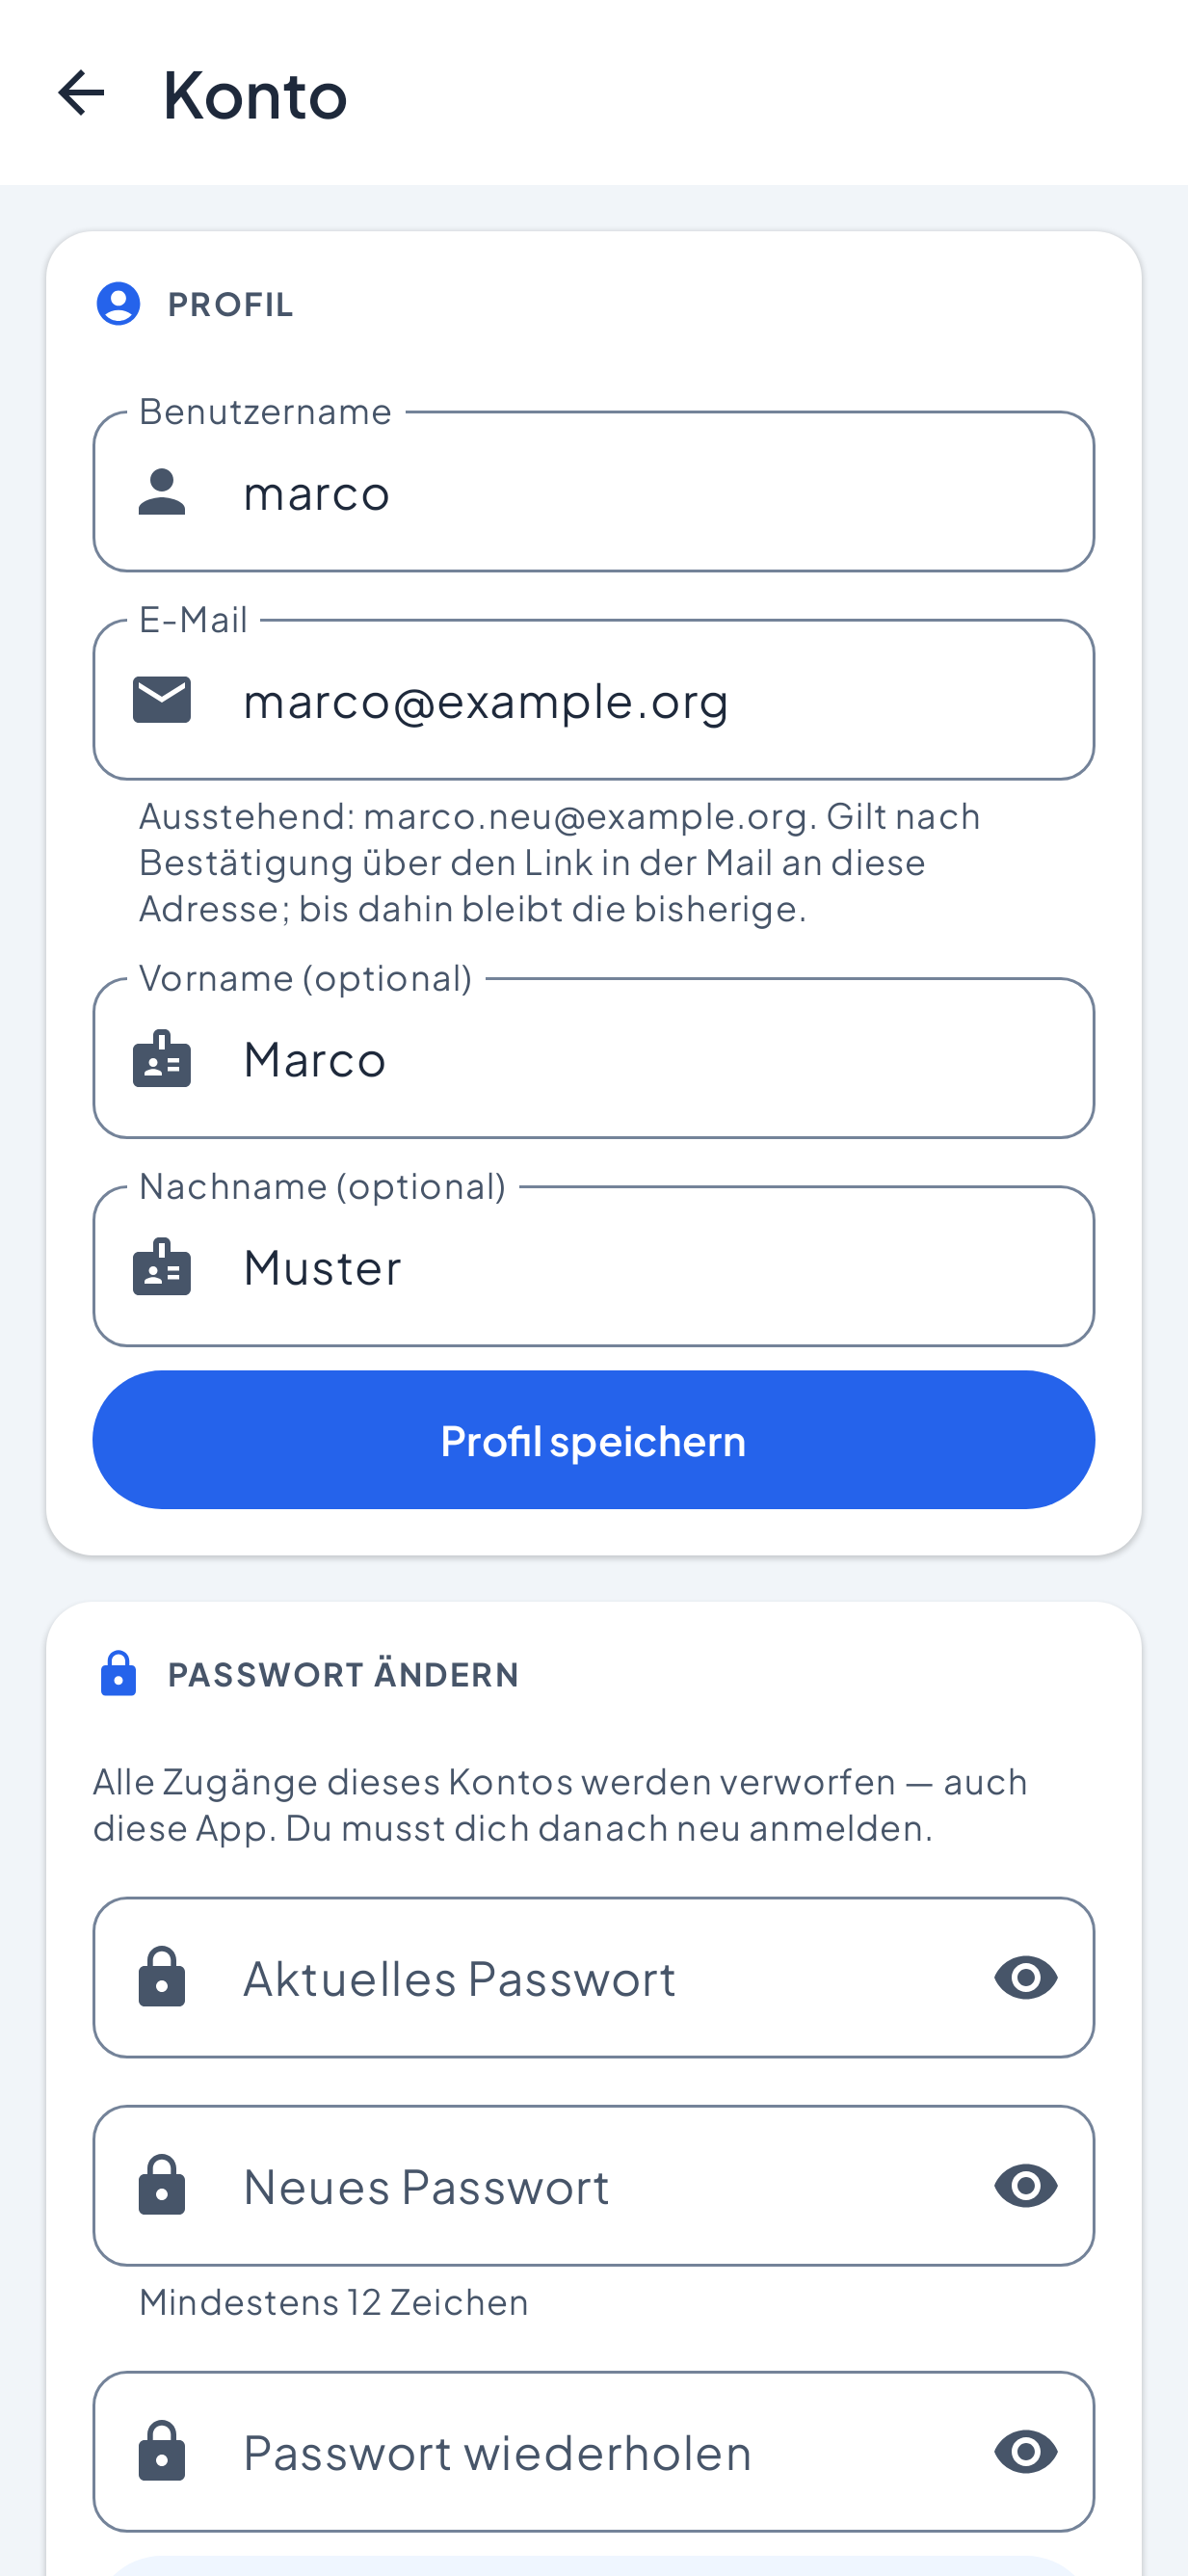 Konto
PROFIL
Benutzername
marco
E-Mail
marco@example.org
Ausstehend: marco.neu@example.org. Gilt nach
Bestätigung über den Link in der Mail an diese
Adresse; bis dahin bleibt die bisherige.
Vorname (optional)
Marco
Nachname (optional)
Muster
Profil speichern
PASSWORT ÄNDERN
Alle Zugänge dieses Kontos werden verworfen — auch
diese App. Du musst dich danach neu anmelden.
Aktuelles Passwort
Neues Passwort
Mindestens 12 Zeichen
Passwort wiederholen